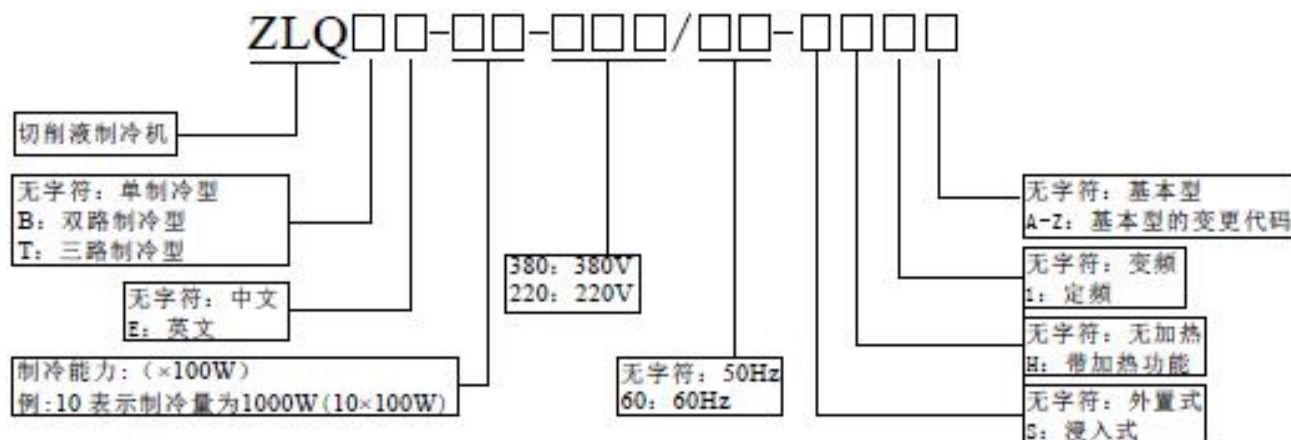 ZLQ□□-□□-□□□/□□-□□□□
切削液制冷机
无字符：单制冷型
B：双路制冷型
T：三路制冷型
无字符：中文
E：英文
制冷能力:（×100W）
例:10 表示制冷量为1000W(10×100W)
380：380V
220：220V
无字符：50Hz
60：60Hz
无字符：基本型
A-Z：基本型的变更代码
无字符：变频
1：定频
无字符：无加热
H：带加热功能
无字符：外置式
S：浸入式